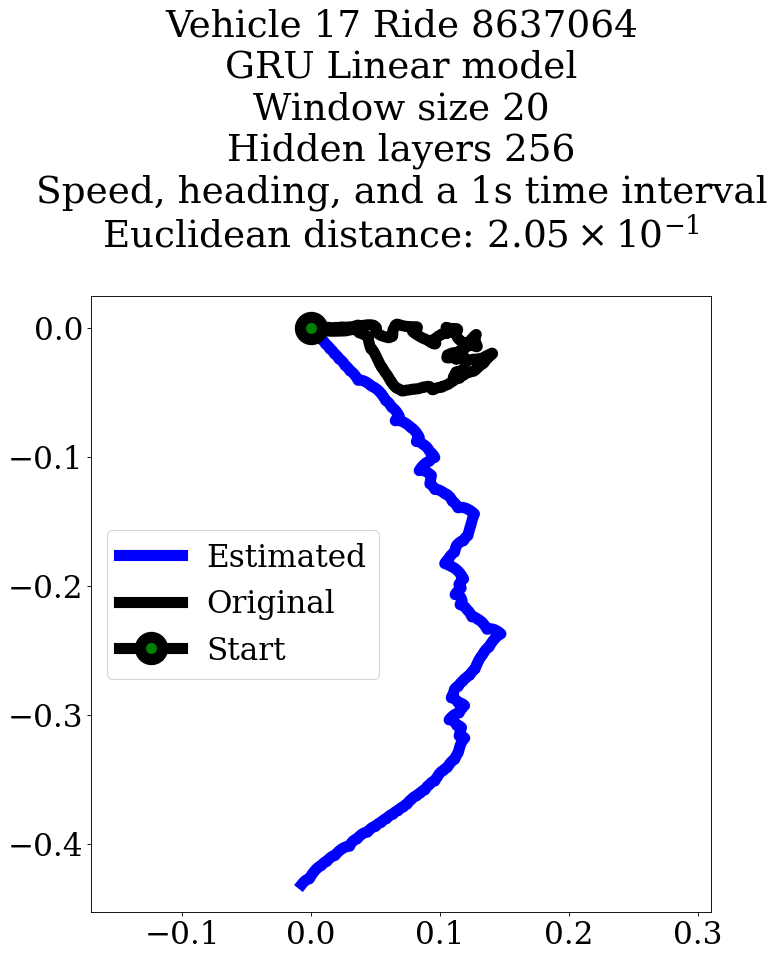 Vehicle 17 Ride 8637064
GRU Linear model
Window size 20
Hidden layers 256
Speed, heading, and a 1s time interval
Euclidean distance: 2.05 × 10⁻¹
0.0
−0.1
−0.2
−0.3
−0.4
Estimated
Original
Start
−0.1 0.0 0.1 0.2 0.3